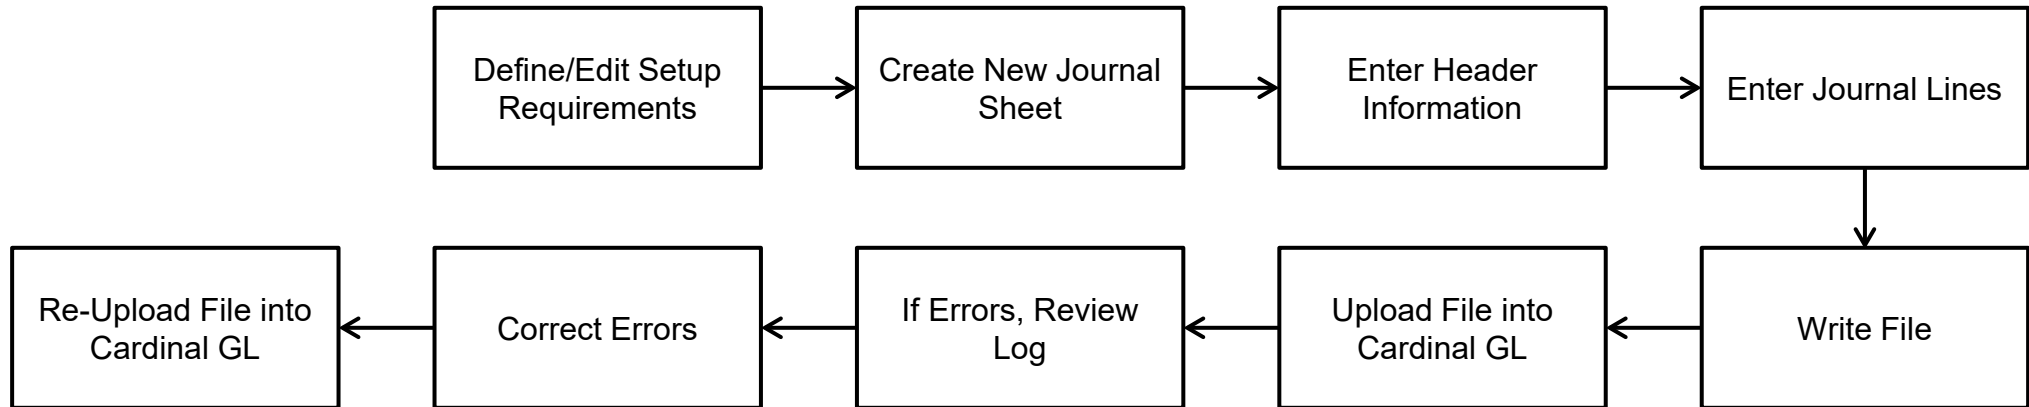 Define/Edit Setup
Requirements
Create New Journal
Sheet
Enter Header
Information
Enter Journal Lines
Write File
Upload File into
Cardinal GL
If Errors, Review
Log
Correct Errors
Re-Upload File into
Cardinal GL